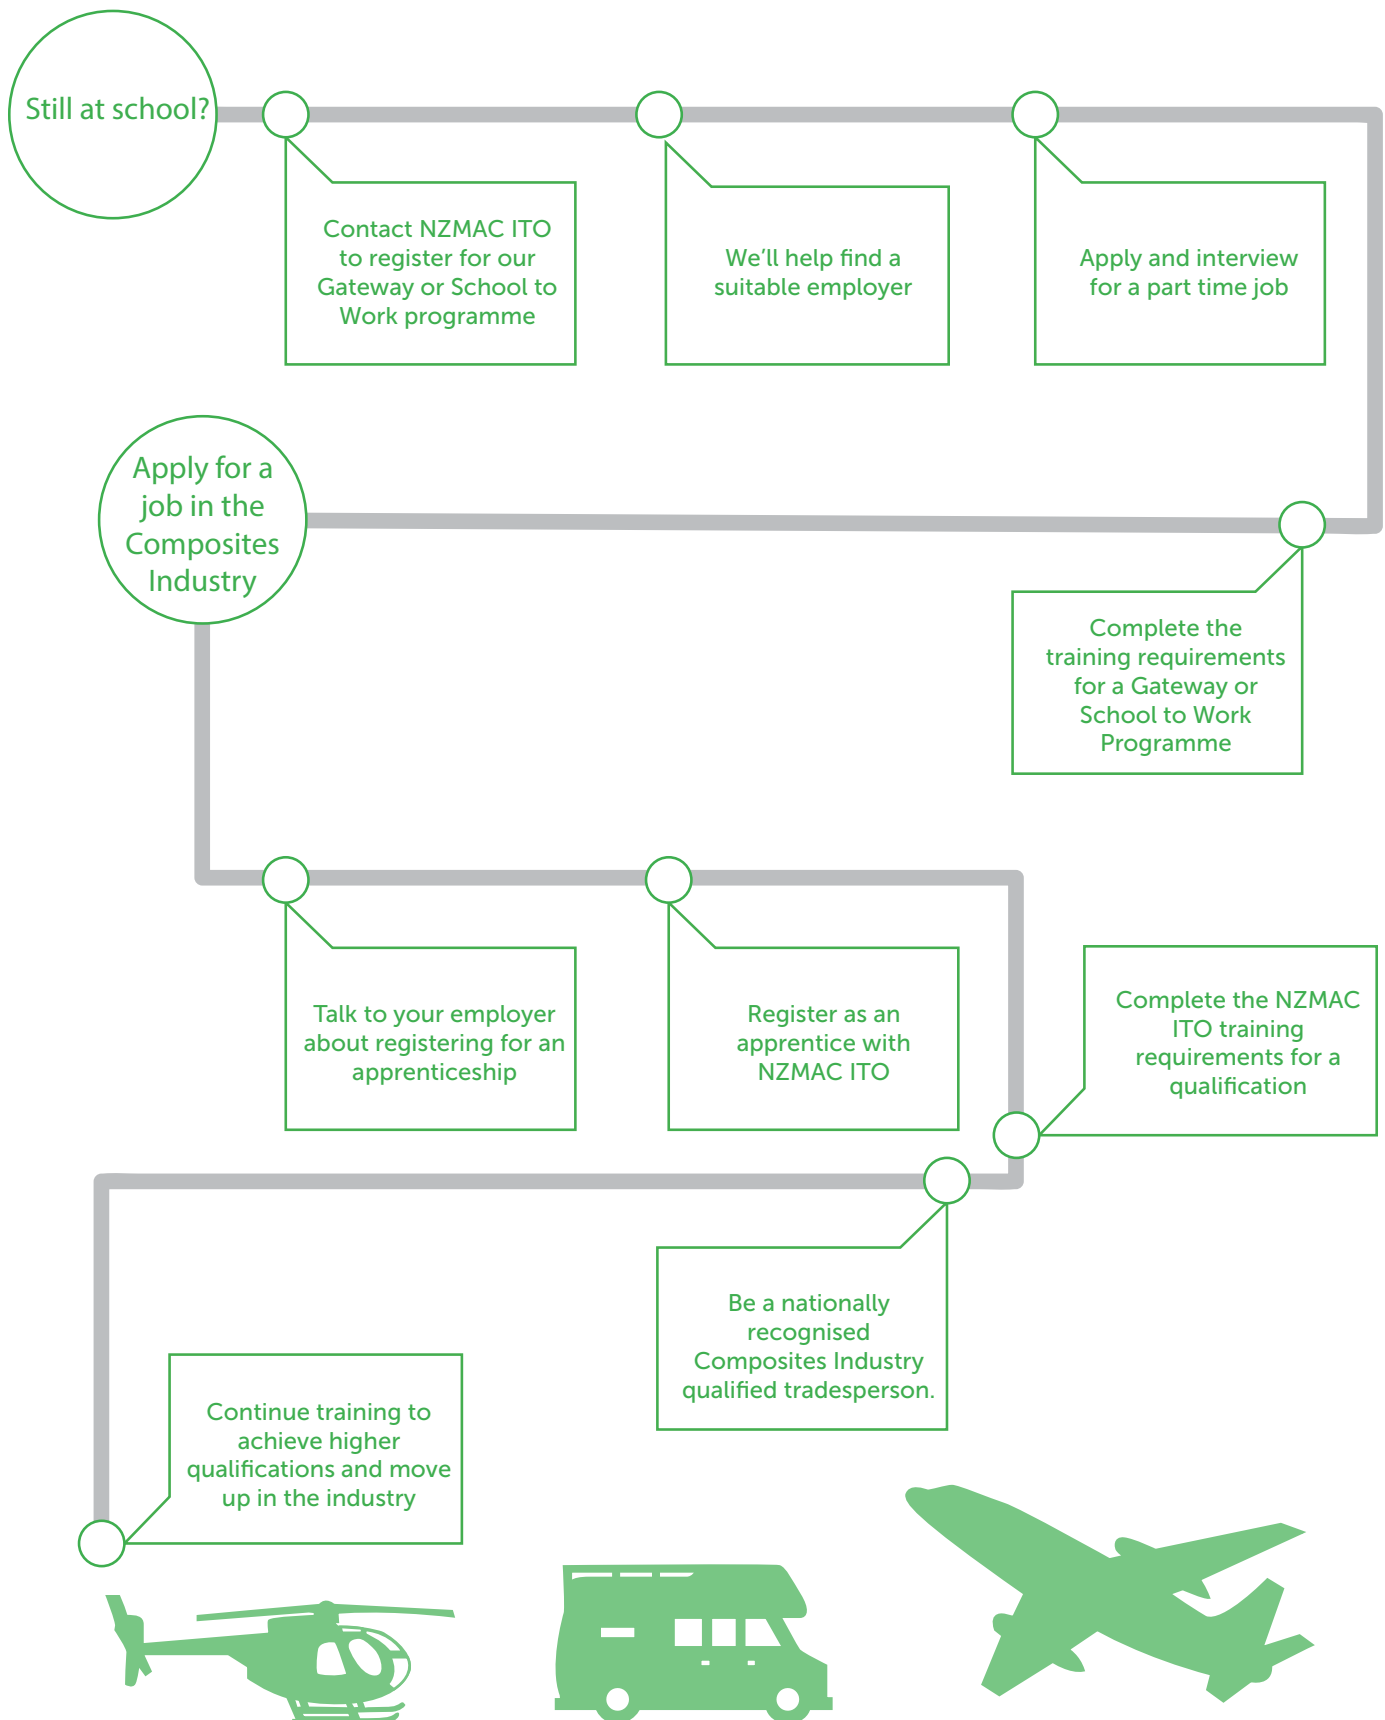 Still at school?
Contact NZMAC ITO
to register for our
Gateway or School to
Work programme
We'll help find a
suitable employer
Apply and interview
for a part time job
Apply for a
job in the
Composites
Industry
Complete the
training requirements
for a Gateway or
School to Work
Programme
Talk to your employer
about registering for an
apprenticeship
Register as an
apprentice with
NZMAC ITO
Complete the NZMAC
ITO training
requirements for a
qualification
Be a nationally
recognised
Composites Industry
qualified tradesperson.
Continue training to
achieve higher
qualifications and move
up in the industry